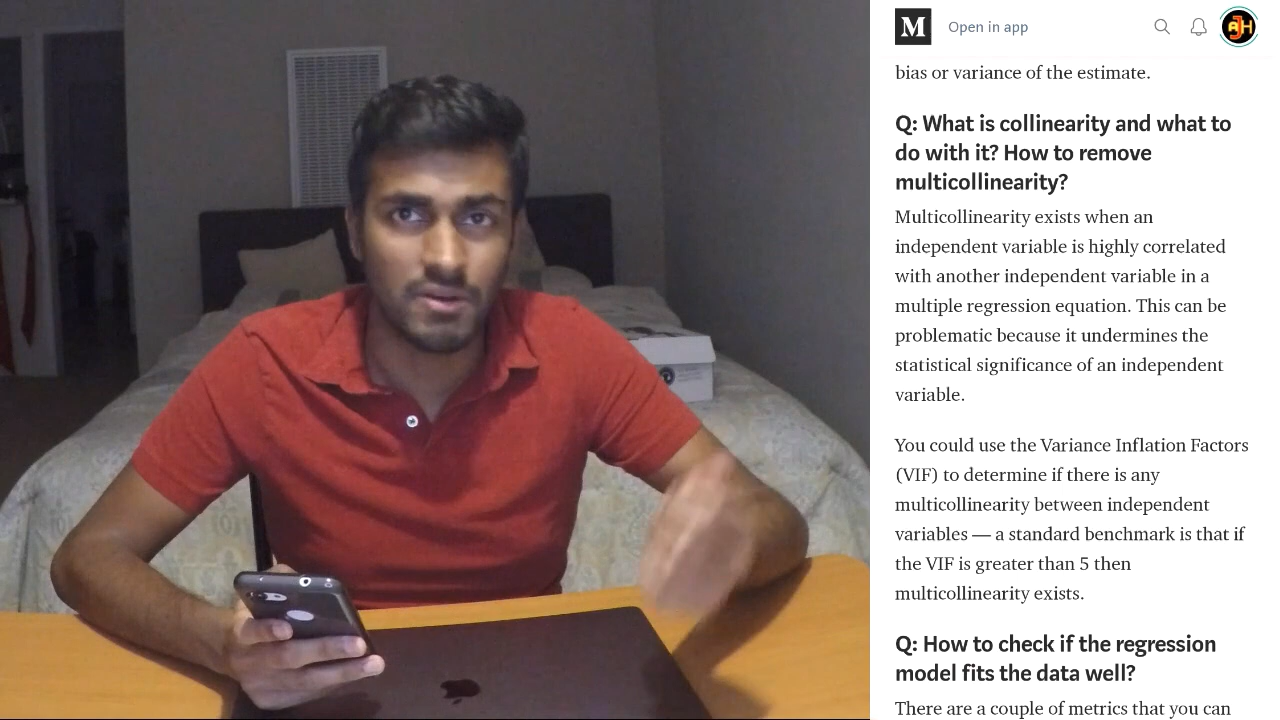 M
Open in app
AJH
bias or variance of the estimate.
Q: What is collinearity and what to
do with it? How to remove
multicollinearity?
Multicollinearity exists when an
independent variable is highly correlated
with another independent variable in a
multiple regression equation. This can be
problematic because it undermines the
statistical significance of an independent
variable.
You could use the Variance Inflation Factors
(VIF) to determine if there is any
multicollinearity between independent
variables — a standard benchmark is that if
the VIF is greater than 5 then
multicollinearity exists.
Q: How to check if the regression
model fits the data well?
There are a couple of metrics that you can